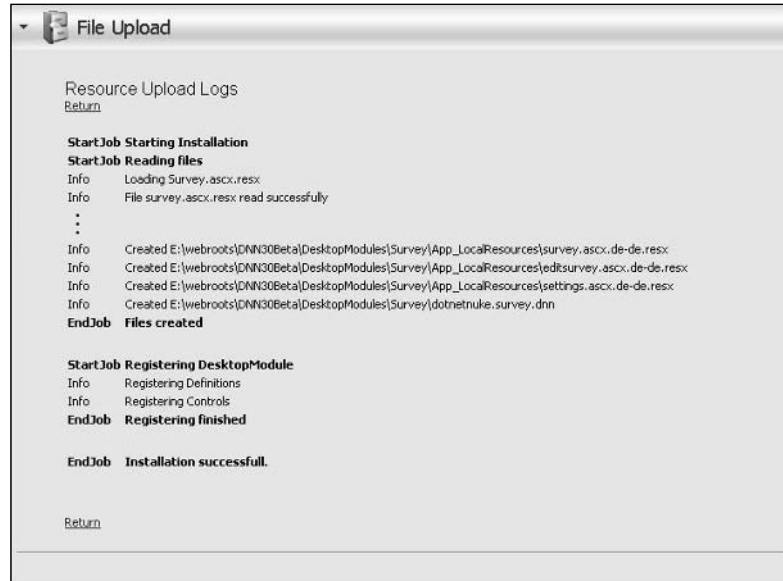 File Upload
Resource Upload Logs
Return
StartJob Starting Installation
StartJob Reading files
Info Loading Survey.ascx.resx
Info File survey.ascx.resx read successfully
Info Created E:\webroots\DNN30Beta\DesktopModules\Survey\App_LocalResources\survey.ascx.de-de.resx
Info Created E:\webroots\DNN30Beta\DesktopModules\Survey\App_LocalResources\editsurvey.ascx.de-de.resx
Info Created E:\webroots\DNN30Beta\DesktopModules\Survey\App_LocalResources\settings.ascx.de-de.resx
Info Created E:\webroots\DNN30Beta\DesktopModules\Survey\dotnetnuke.survey.dnn
EndJob Files created
StartJob Registering DesktopModule
Info Registering Definitions
Info Registering Controls
EndJob Registering finished
EndJob Installation successfull.
Return